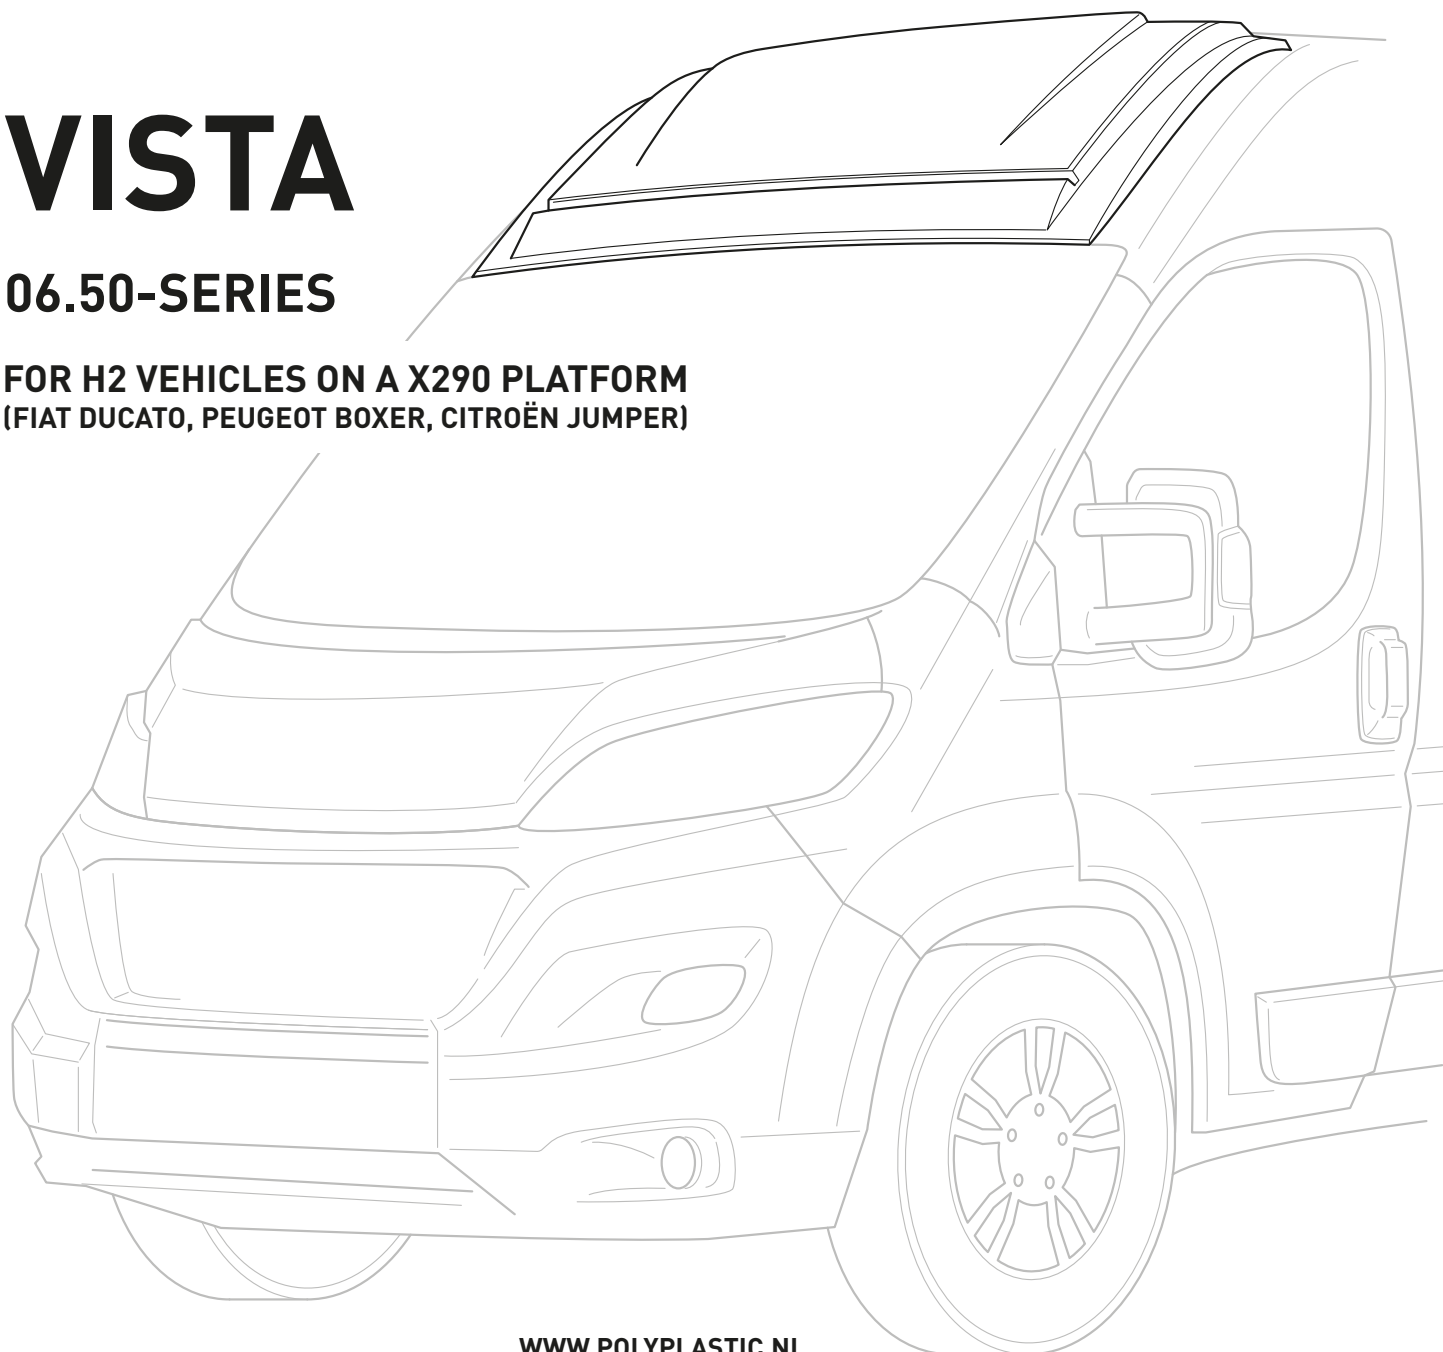 VISTA
06.50-SERIES
FOR H2 VEHICLES ON A X290 PLATFORM
(FIAT DUCATO, PEUGEOT BOXER, CITROËN JUMPER)
WWW.POLYPLASTIC.NL